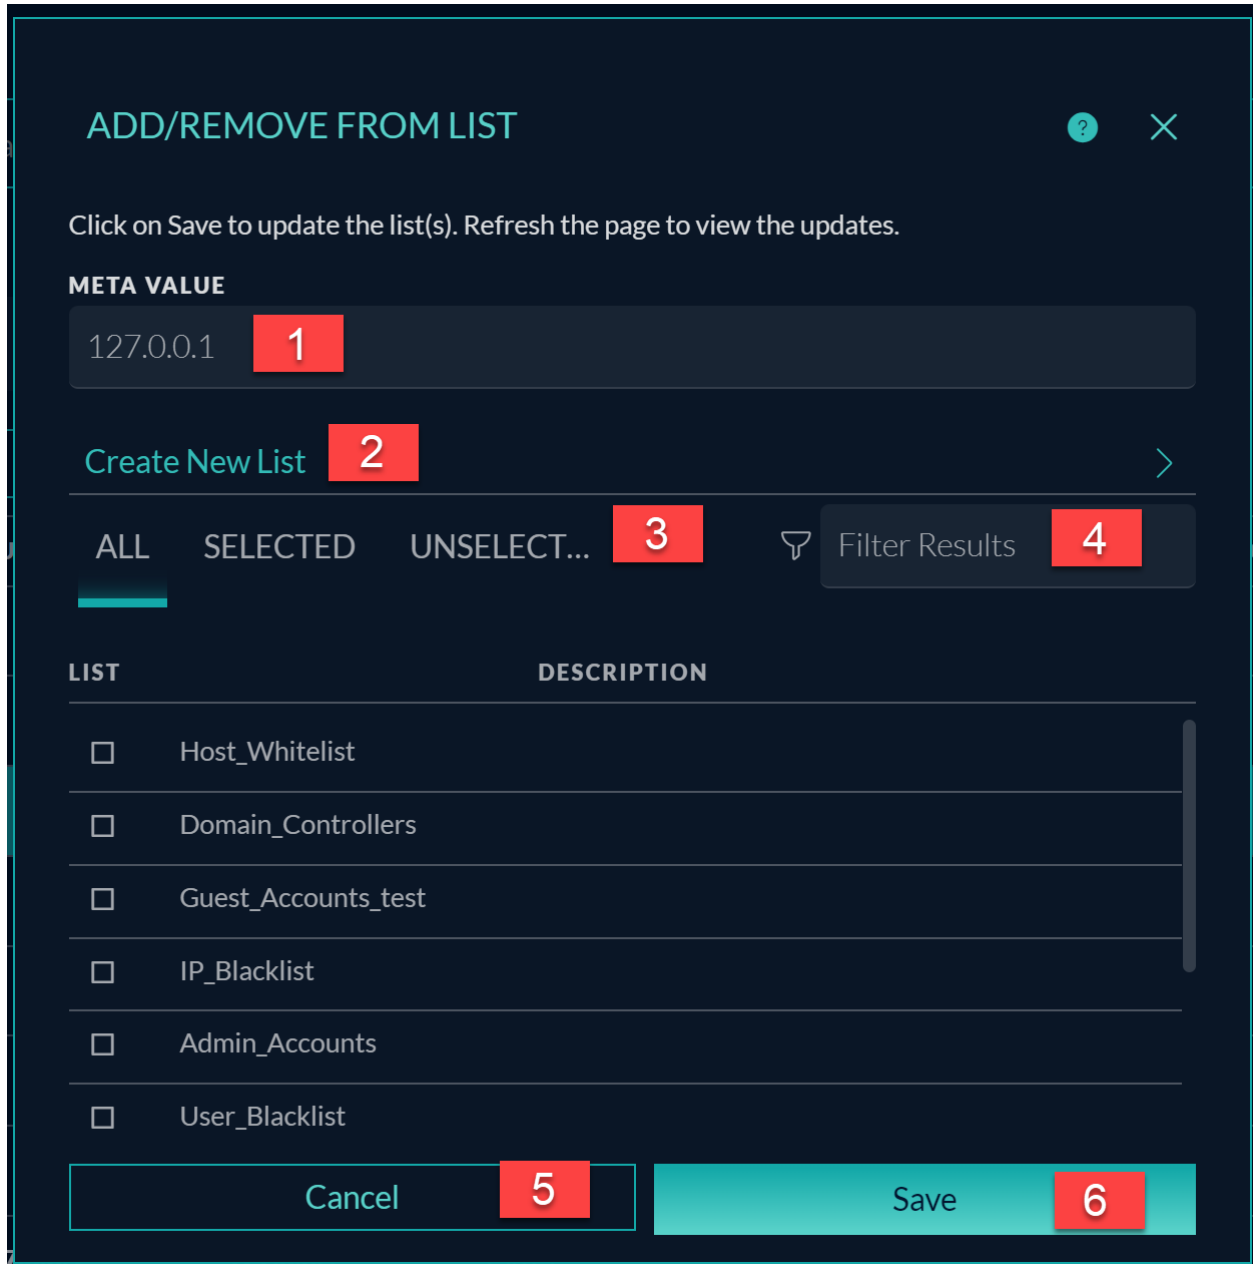 ADD/REMOVE FROM LIST ?
Click on Save to update the list(s). Refresh the page to view the updates.
META VALUE
127.0.0.1 1
Create New List 2
ALL SELECTED UNSELECT... 3 Filter Results 4
LIST DESCRIPTION
Host_Whitelist
Domain_Controllers
Guest_Accounts_test
IP_Blacklist
Admin_Accounts
User_Blacklist
Cancel 5 Save 6